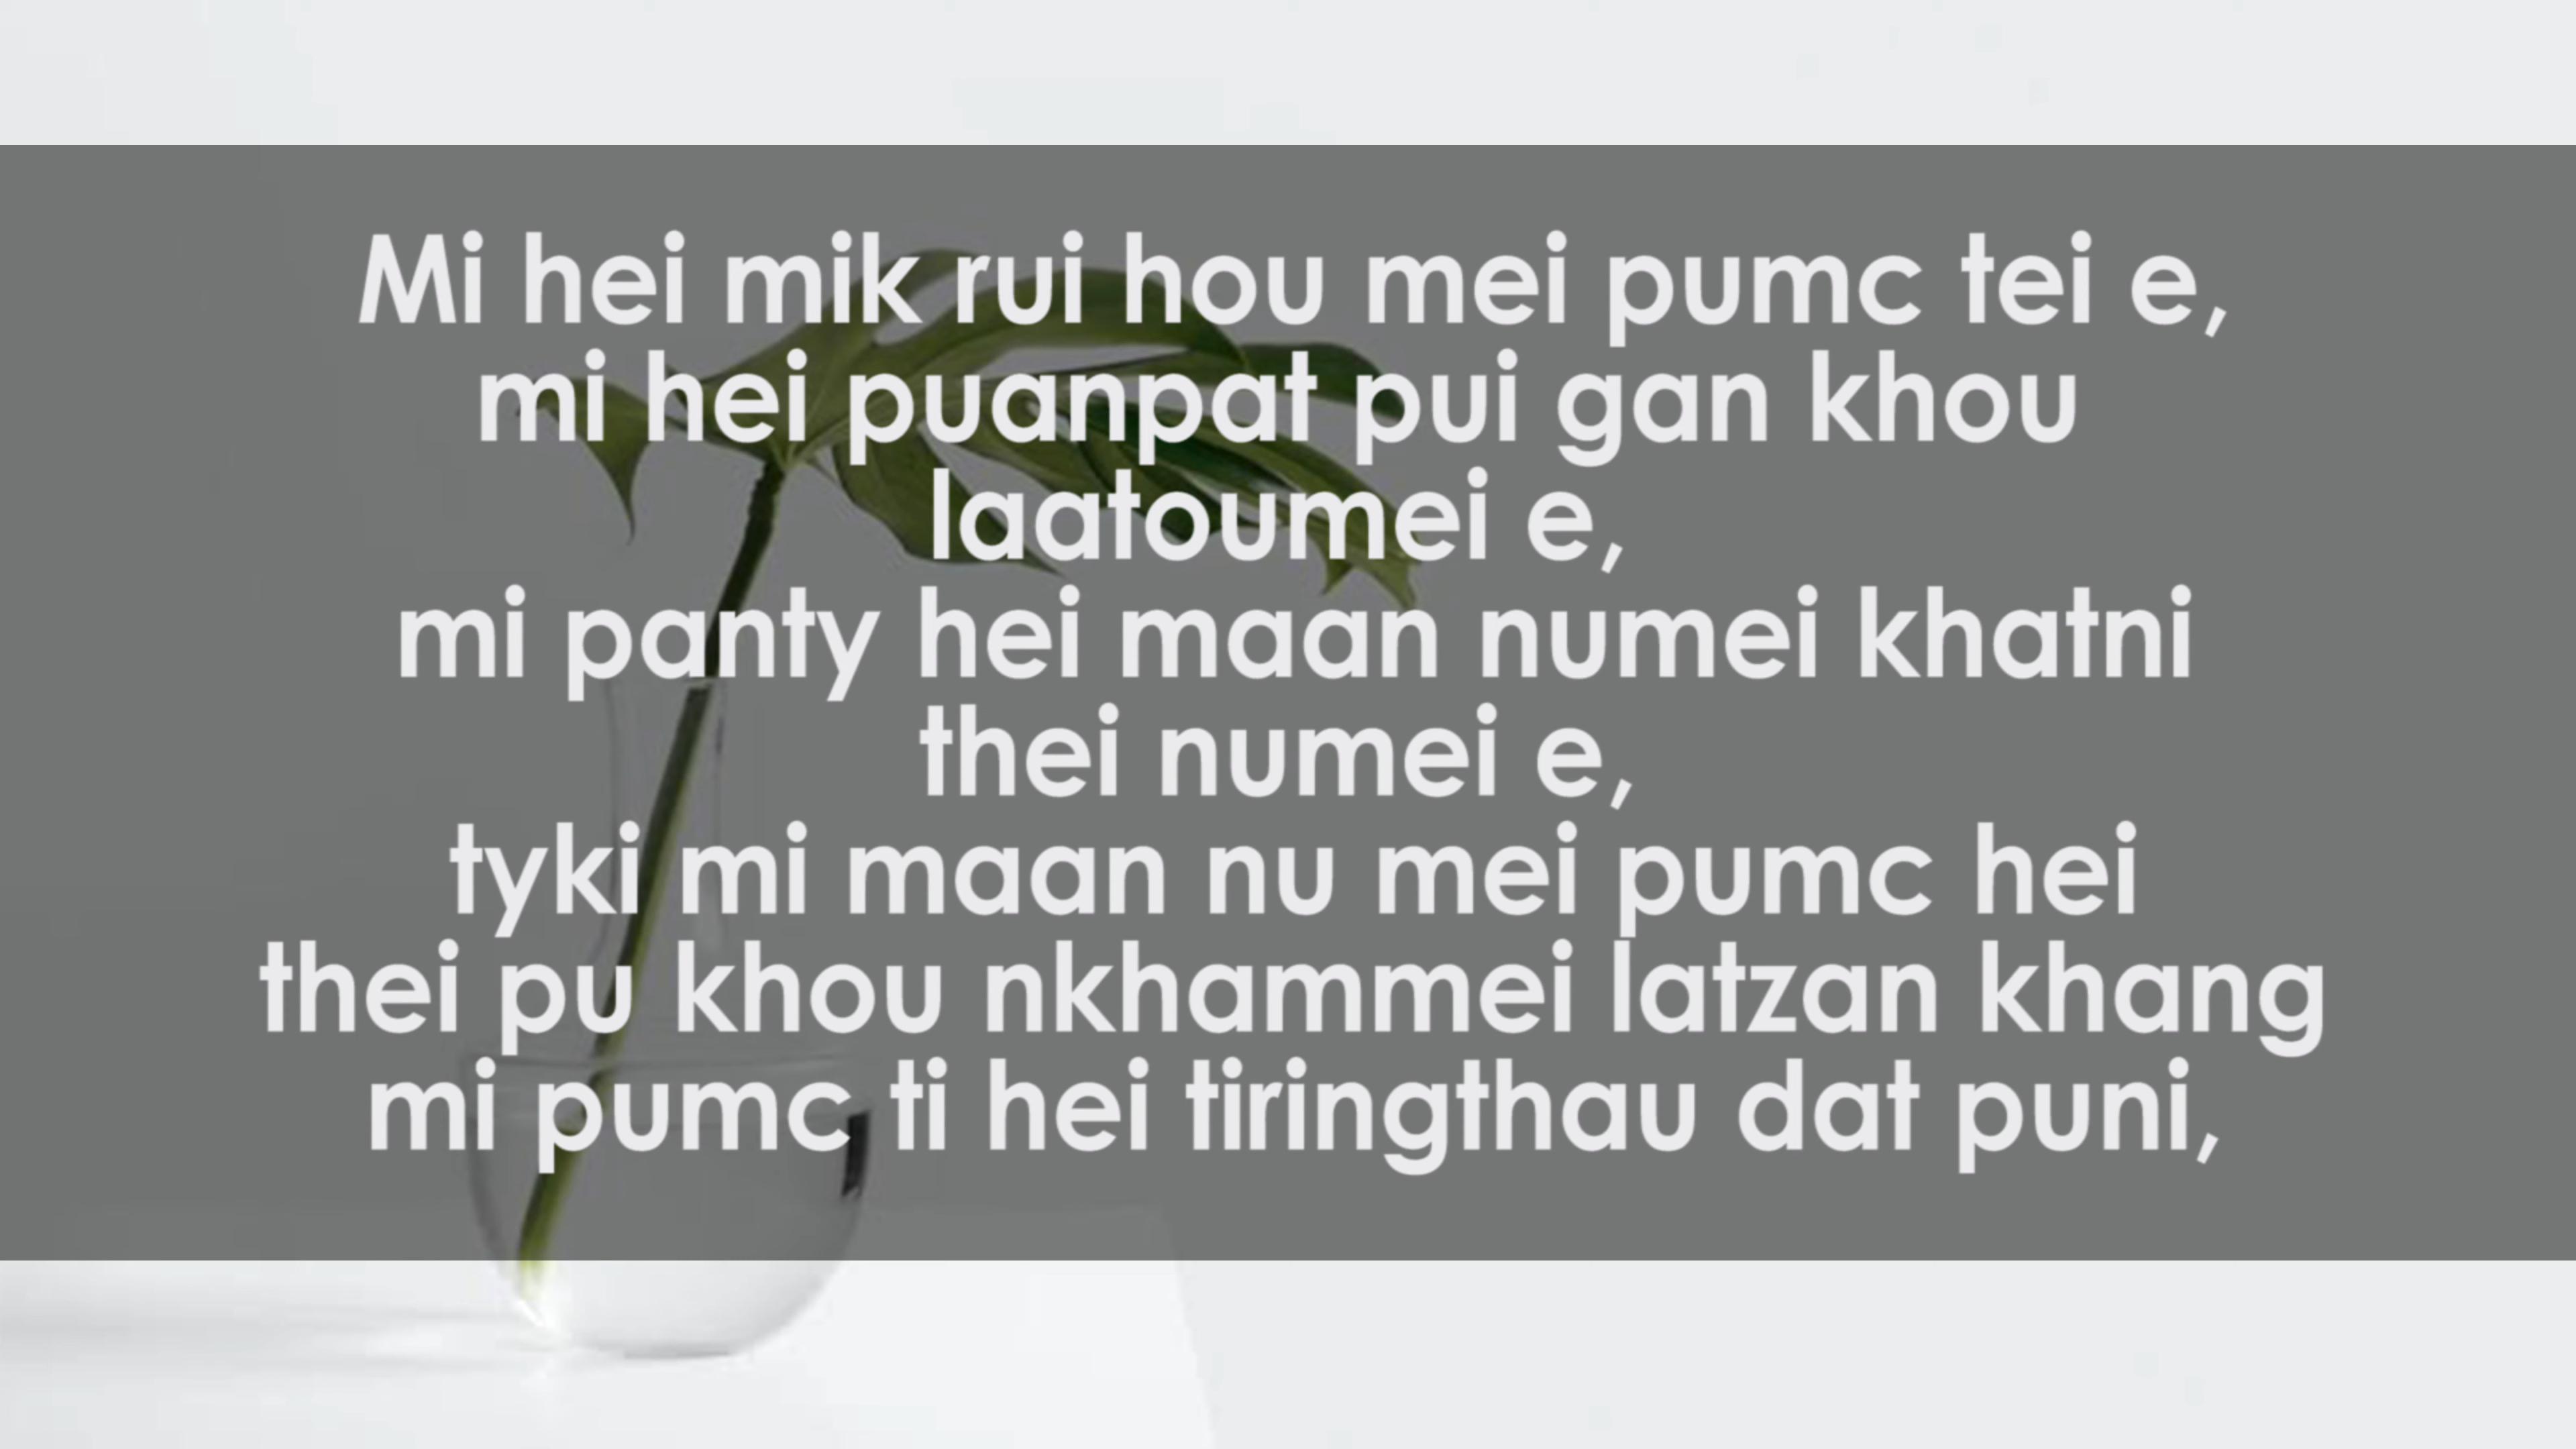 Mi hei mik rui hou mei pumc tei e,
mi hei puanpat pui gan khou
laatoumei e,
mi panty hei maan numei khatni
thei numei e,
tyki mi maan nu mei pumc hei
thei pu khou nkhammei latzan khang
mi pumc ti hei tiringthau dat puni,